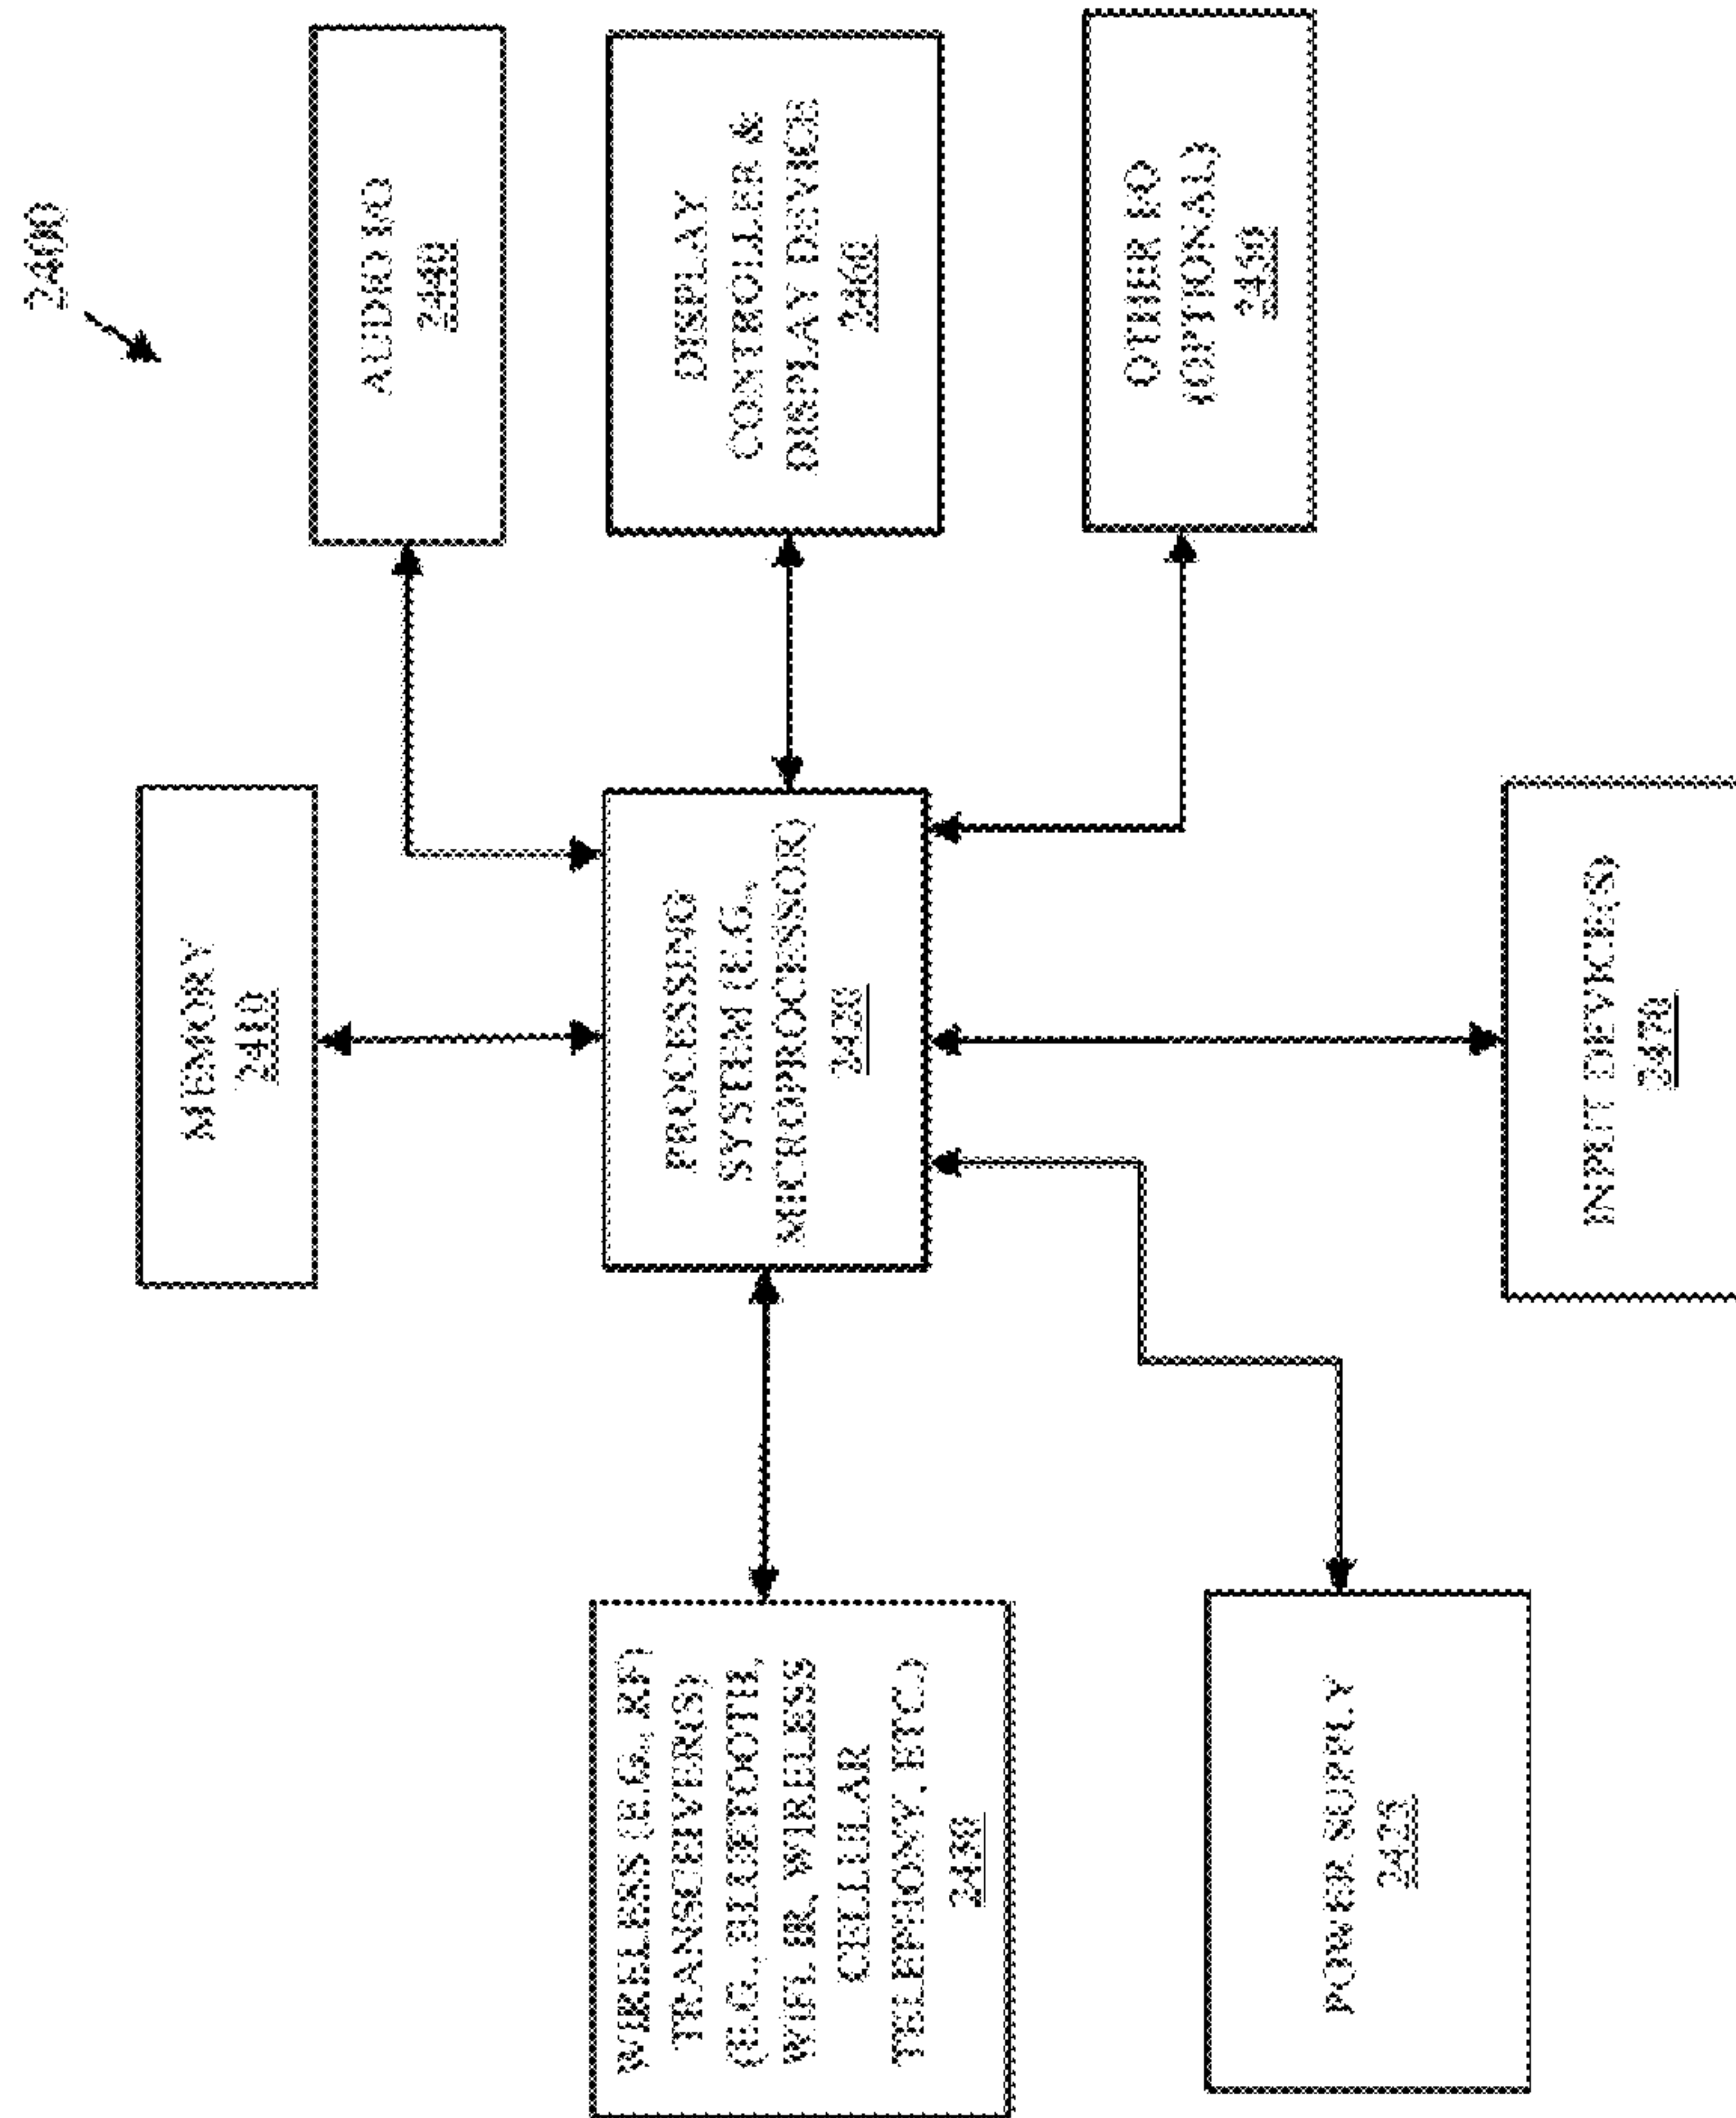 2400
MEMORY
2410
AUDIO I/O
2440
WIRELESS (E.G., RF)
TRANSCEIVER(S)
(E.G., BLUETOOTH,
WIFI, IR, WIRELESS
CELLULAR
TELEPHONY, ETC.)
2430
PROCESSING
SYSTEM (E.G.,
MICROPROCESSOR)
2420
DISPLAY
CONTROLLER &
DISPLAY DEVICE
2460
OTHER I/O
(OPTIONAL)
2450
POWER SUPPLY
2425
INPUT DEVICE(S)
2470